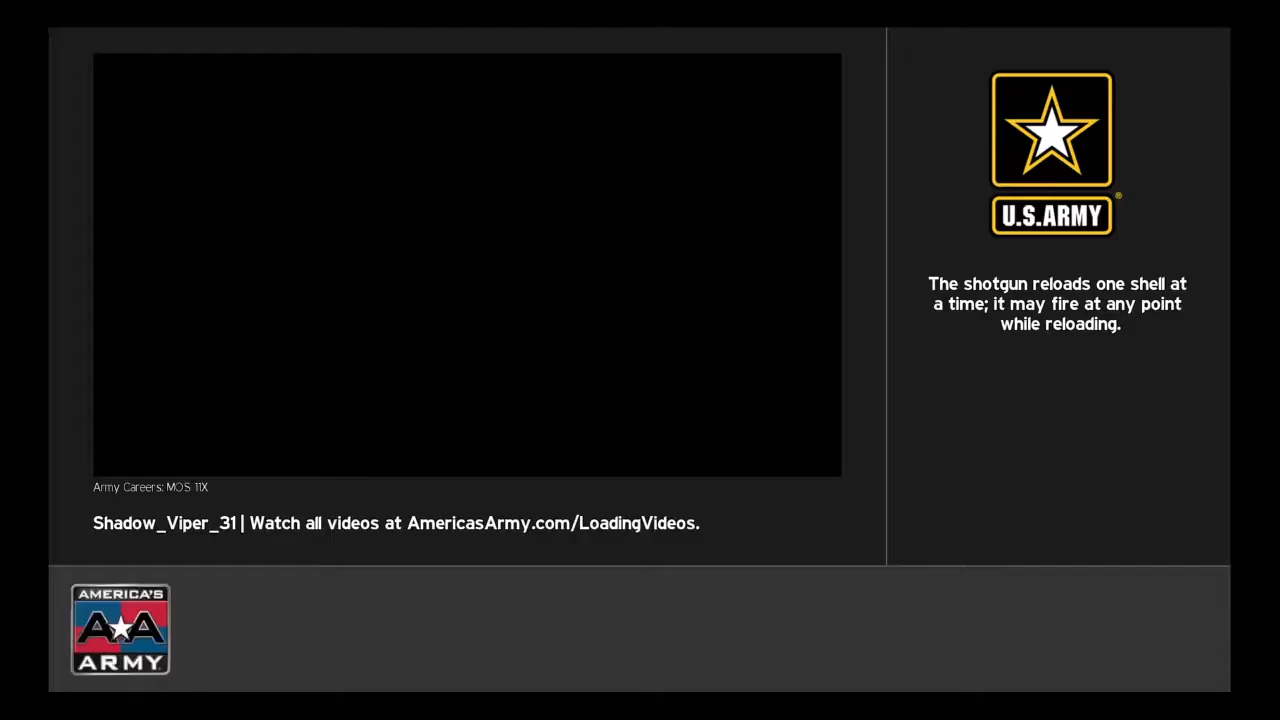 U.S.ARMY
®
The shotgun reloads one shell at
a time; it may fire at any point
while reloading.
Army Careers: MOS 11X
Shadow_Viper_31 | Watch all videos at AmericasArmy.com/LoadingVideos.
AMERICA'S
AA
ARMY